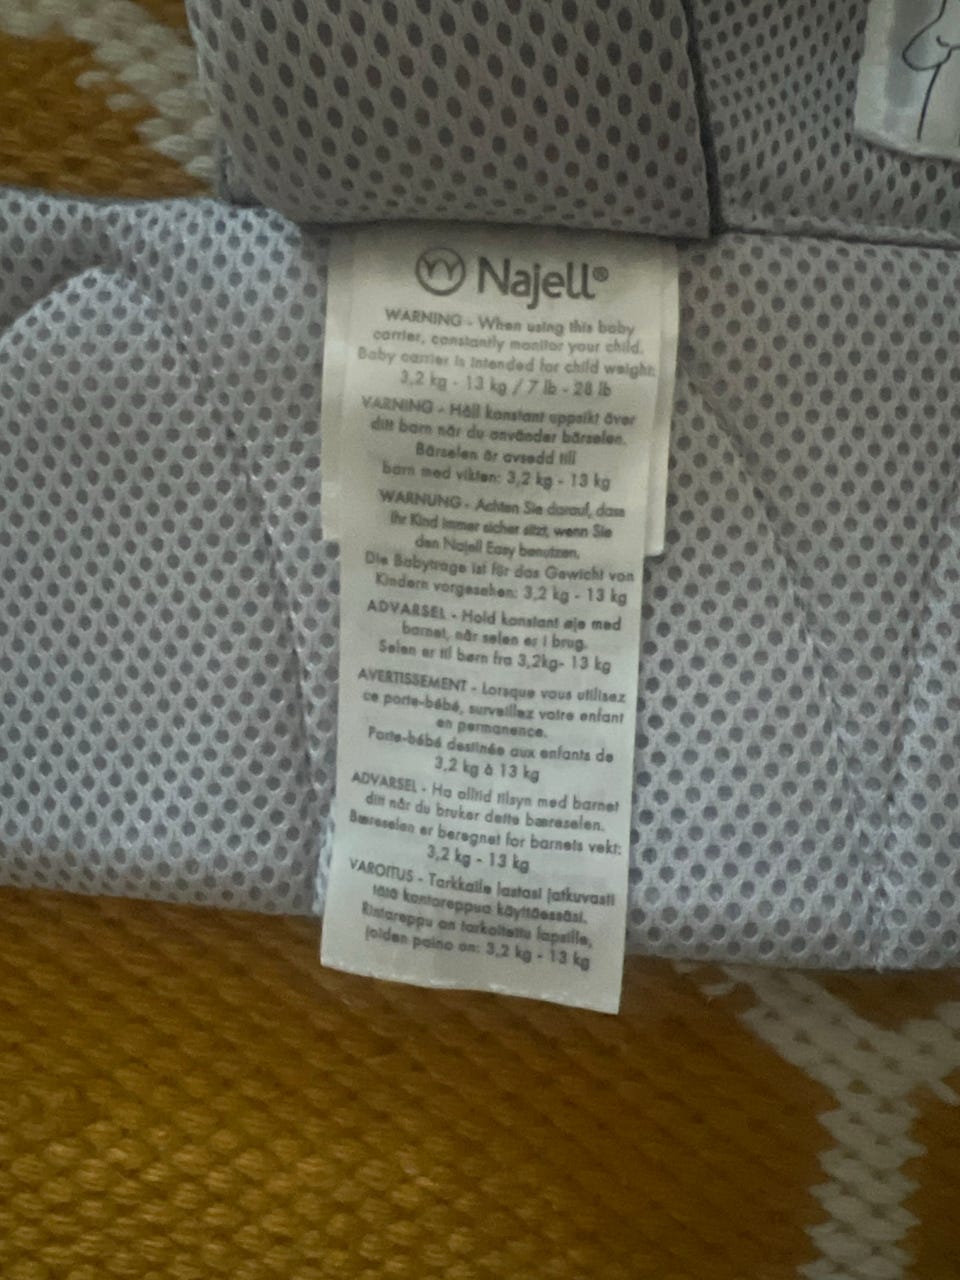 Najell®
WARNING - When using this baby
carrier, constantly monitor your child.
Baby carrier is intended for child weight:
3,2 kg - 13 kg / 7 lb - 28 lb
VARNING - Håll konstant uppsikt över
ditt barn när du använder bärselen.
Bärselen är avsedd till
barn med vikten: 3,2 kg - 13 kg
WARNUNG - Achten Sie darauf, dass
Ihr Kind immer sicher sitzt, wenn Sie
den Najell Easy benutzen.
Die Babytrage ist für das Gewicht von
Kindern vorgesehen: 3,2 kg - 13 kg
ADVARSEL - Hold konstant øje med
barnet, når selen er i brug.
Selen er til børn fra 3,2kg- 13 kg
AVERTISSEMENT - Lorsque vous utilisez
ce porte-bébé, surveillez votre enfant
en permanence.
Porte-bébé destinée aux enfants de
3,2 kg à 13 kg
ADVARSEL - Ha alltid tilsyn med barnet
ditt når du bruker dette bæreselen.
Bæreselen er beregnet for barnets vekt:
3,2 kg - 13 kg
VAROITUS - Tarkkaile lastasi jatkuvasti
tätä kantoreppua käyttäessäsi.
Rintareppu on tarkoitettu lapsille,
joiden paino on: 3,2 kg - 13 kg